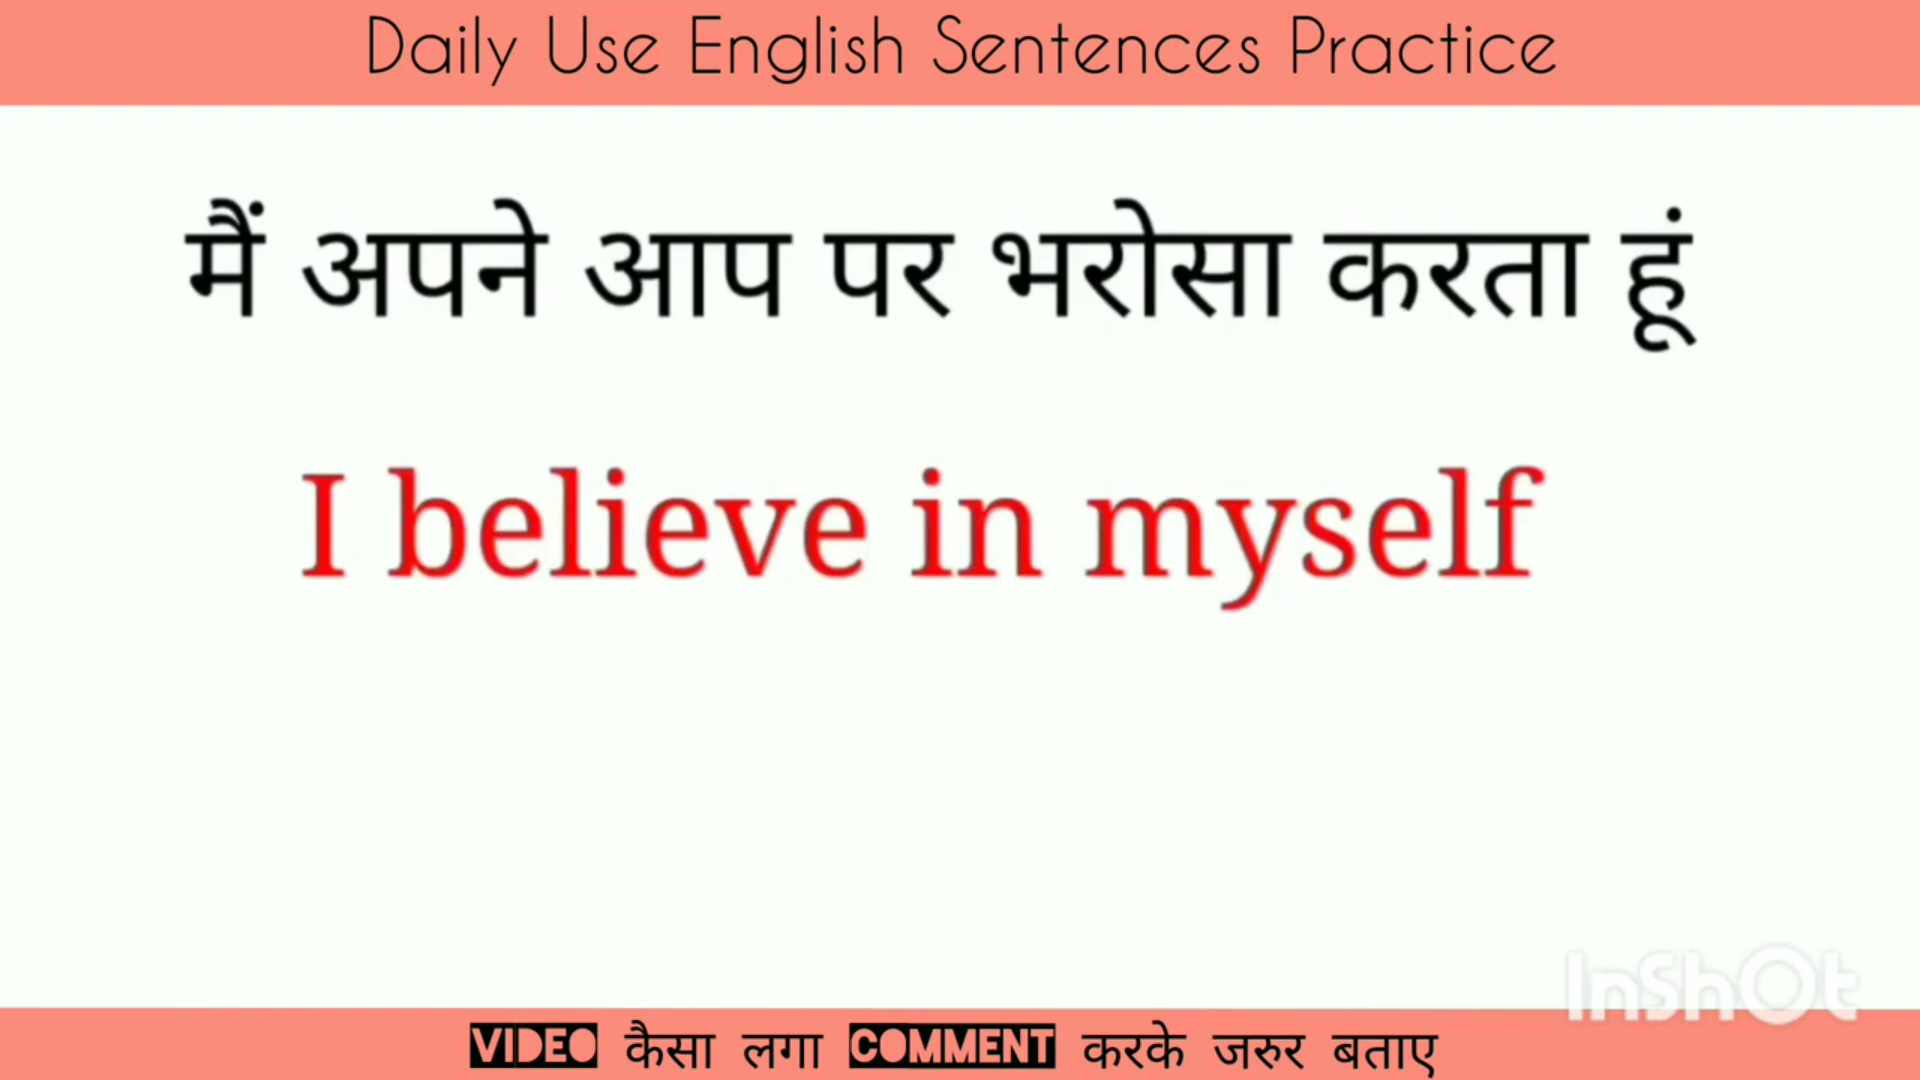 Daily Use English Sentences Practice
मैं अपने आप पर भरोसा करता हूं
I believe in myself
InShOt
VIDEO कैसा लगा COMMENT करके जरुर बताए